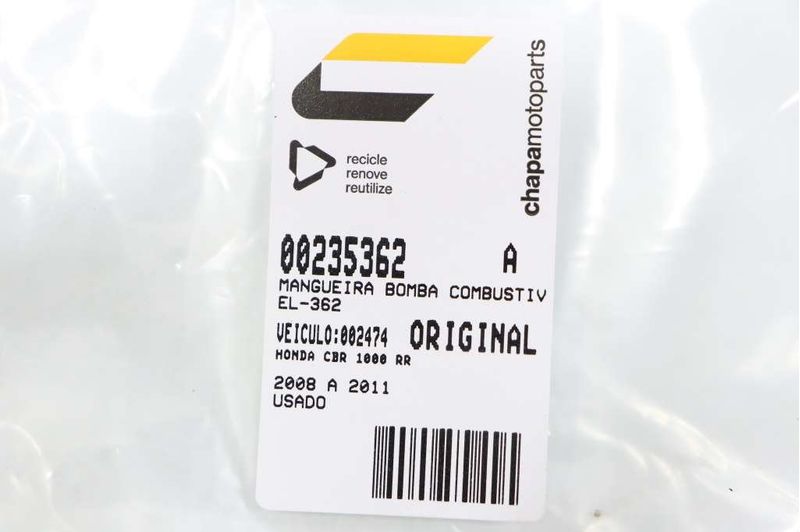 chapamotoparts
recicle
renove
reutilize
00235362 A
MANGUEIRA BOMBA COMBUSTIV
EL-362
VEICULO:002474 ORIGINAL
HONDA CBR 1000 RR
2008 A 2011
USADO